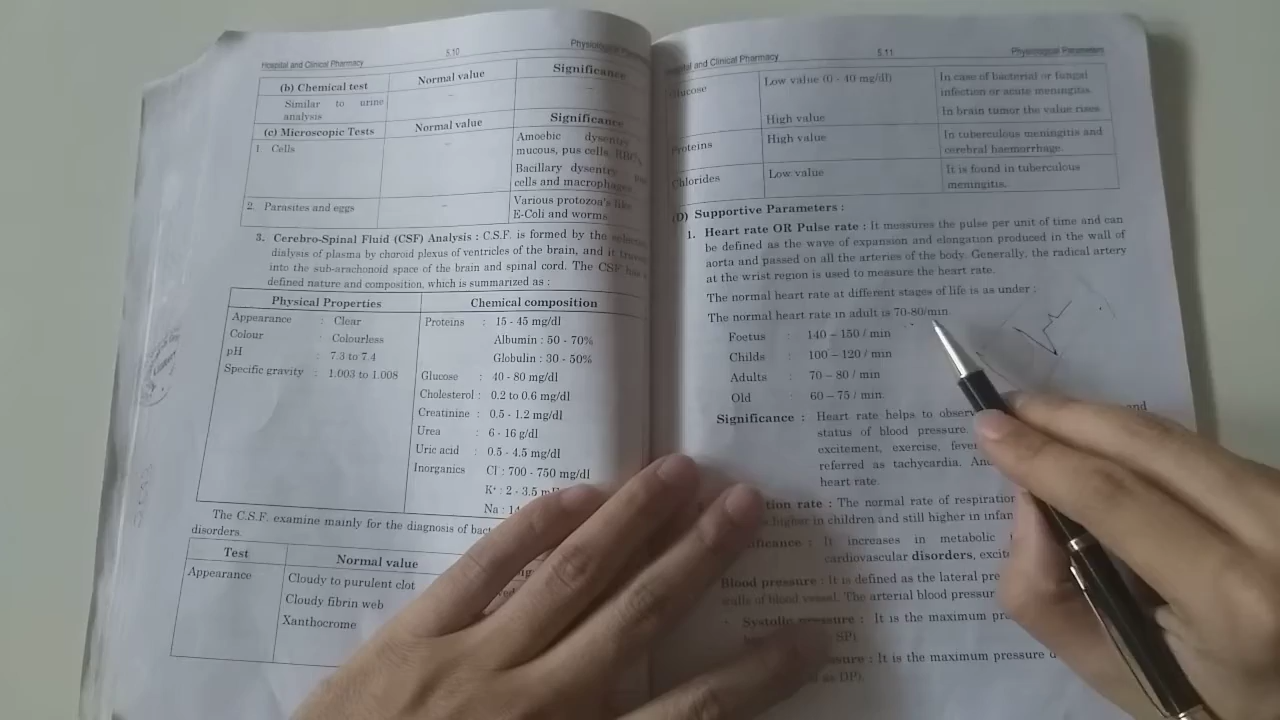 Hospital and Clinical Pharmacy 5.10 Physiological
(b) Chemical test Normal value Significance
Similar to urine analysis – –
(c) Microscopic Tests Normal value Significance
1. Cells – Amoebic dysentry
mucous, pus cells, RBC's
Bacillary dysentry
cells and macrophages
2. Parasites and eggs – Various protozoa's like
E-Coli and worms
3. Cerebro-Spinal Fluid (CSF) Analysis : C.S.F. is formed by the
dialysis of plasma by choroid plexus of ventricles of the brain, and it
into the sub-arachonoid space of the brain and spinal cord. The CSF has
defined nature and composition, which is summarized as :
Physical Properties Chemical composition
Appearance : Clear
Colour : Colourless
pH : 7.3 to 7.4
Specific gravity : 1.003 to 1.008
Proteins : 15 - 45 mg/dl
Albumin : 50 - 70%
Globulin : 30 - 50%
Glucose : 40 - 80 mg/dl
Cholesterol : 0.2 to 0.6 mg/dl
Creatinine : 0.5 - 1.2 mg/dl
Urea : 6 - 16 g/dl
Uric acid : 0.5 - 4.5 mg/dl
Inorganics Cl⁻ : 700 - 750 mg/dl
K⁺ : 2 - 3.5
Na :
The C.S.F. examine mainly for the diagnosis of
disorders.
Test Normal value
Appearance Cloudy to purulent clot
Cloudy fibrin web
Xanthocrome
and Clinical Pharmacy 5.11 Physiological Parameters
Glucose Low value (0 - 40 mg/dl) In case of bacterial or fungal
infection or acute meningitis.
High value In brain tumor the value rises.
Proteins High value In tuberculous meningitis and
cerebral haemorrhage.
Chlorides Low value It is found in tuberculous
meningitis.
(D) Supportive Parameters :
1. Heart rate OR Pulse rate : It measures the pulse per unit of time and can
be defined as the wave of expansion and elongation produced in the wall of
aorta and passed on all the arteries of the body. Generally, the radical artery
at the wrist region is used to measure the heart rate.
The normal heart rate at different stages of life is as under :
The normal heart rate in adult is 70-80/min.
Foetus : 140 – 150 / min
Childs : 100 – 120 / min
Adults : 70 – 80 / min
Old : 60 – 75 / min.
Significance : Heart rate helps to and
status of blood pressure.
excitement, exercise,
referred as tachycardia.
heart rate.
rate : The normal rate of
higher in children and still higher in
It increases in metabolic
cardiovascular disorders,
Blood pressure : It is defined as the lateral
walls of blood vessel. The arterial blood
• Systolic pressure : It is the maximum
SP).
: It is the maximum pressure
as DP).